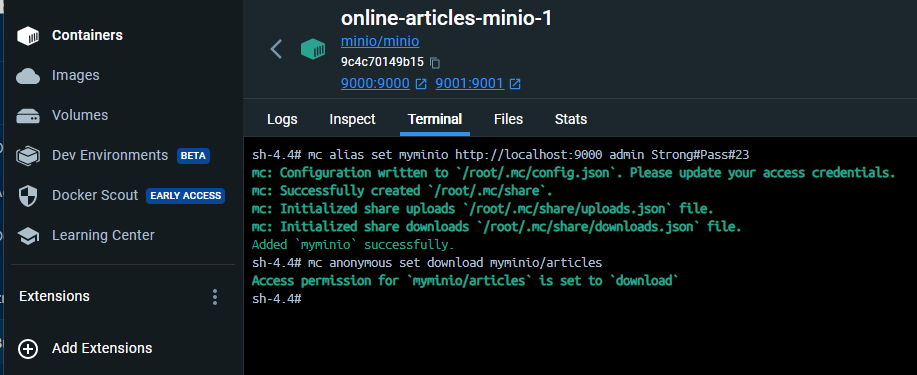 Containers
Images
Volumes
Dev Environments BETA
Docker Scout EARLY ACCESS
Learning Center
Extensions
Add Extensions
online-articles-minio-1
minio/minio
9c4c70149b15
9000:9000 9001:9001
Logs Inspect Terminal Files Stats
sh-4.4# mc alias set myminio http://localhost:9000 admin Strong#Pass#23
mc: Configuration written to `/root/.mc/config.json`. Please update your access credentials.
mc: Successfully created `/root/.mc/share`.
mc: Initialized share uploads `/root/.mc/share/uploads.json` file.
mc: Initialized share downloads `/root/.mc/share/downloads.json` file.
Added `myminio` successfully.
sh-4.4# mc anonymous set download myminio/articles
Access permission for `myminio/articles` is set to `download`
sh-4.4#